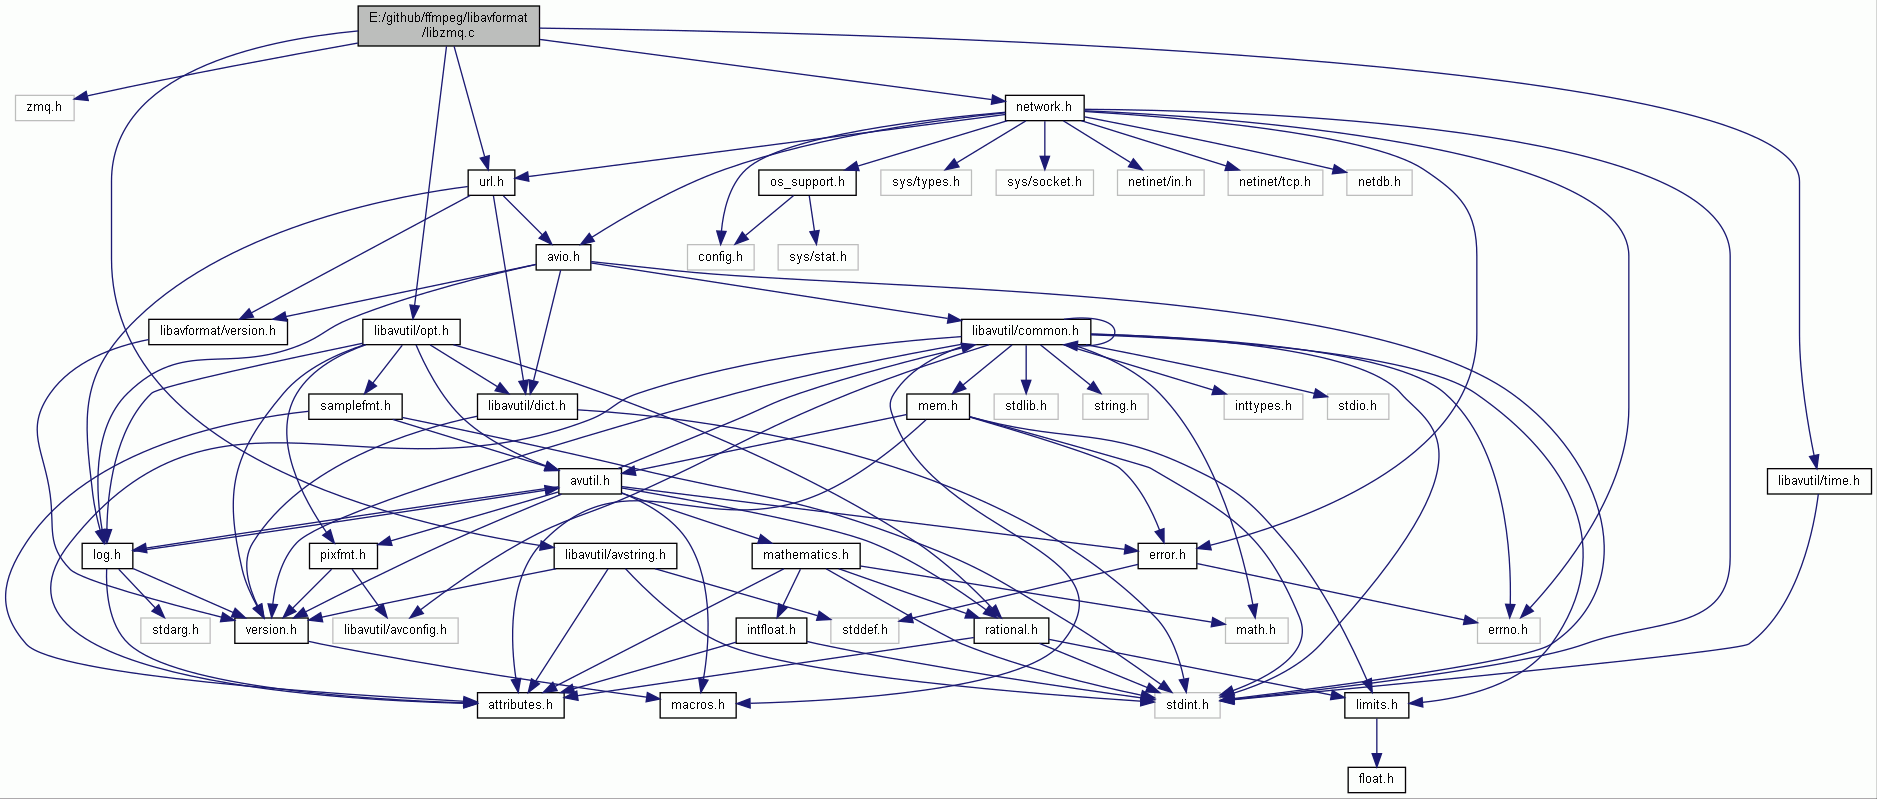 E:/github/ffmpeg/libavformat
/libzmq.c
zmq.h
network.h
url.h
os_support.h
sys/types.h
sys/socket.h
netinet/in.h
netinet/tcp.h
netdb.h
avio.h
config.h
sys/stat.h
libavformat/version.h
libavutil/opt.h
libavutil/common.h
samplefmt.h
libavutil/dict.h
mem.h
stdlib.h
string.h
inttypes.h
stdio.h
avutil.h
libavutil/time.h
log.h
pixfmt.h
libavutil/avstring.h
mathematics.h
error.h
stdarg.h
version.h
libavutil/avconfig.h
intfloat.h
stddef.h
rational.h
math.h
errno.h
attributes.h
macros.h
stdint.h
limits.h
float.h